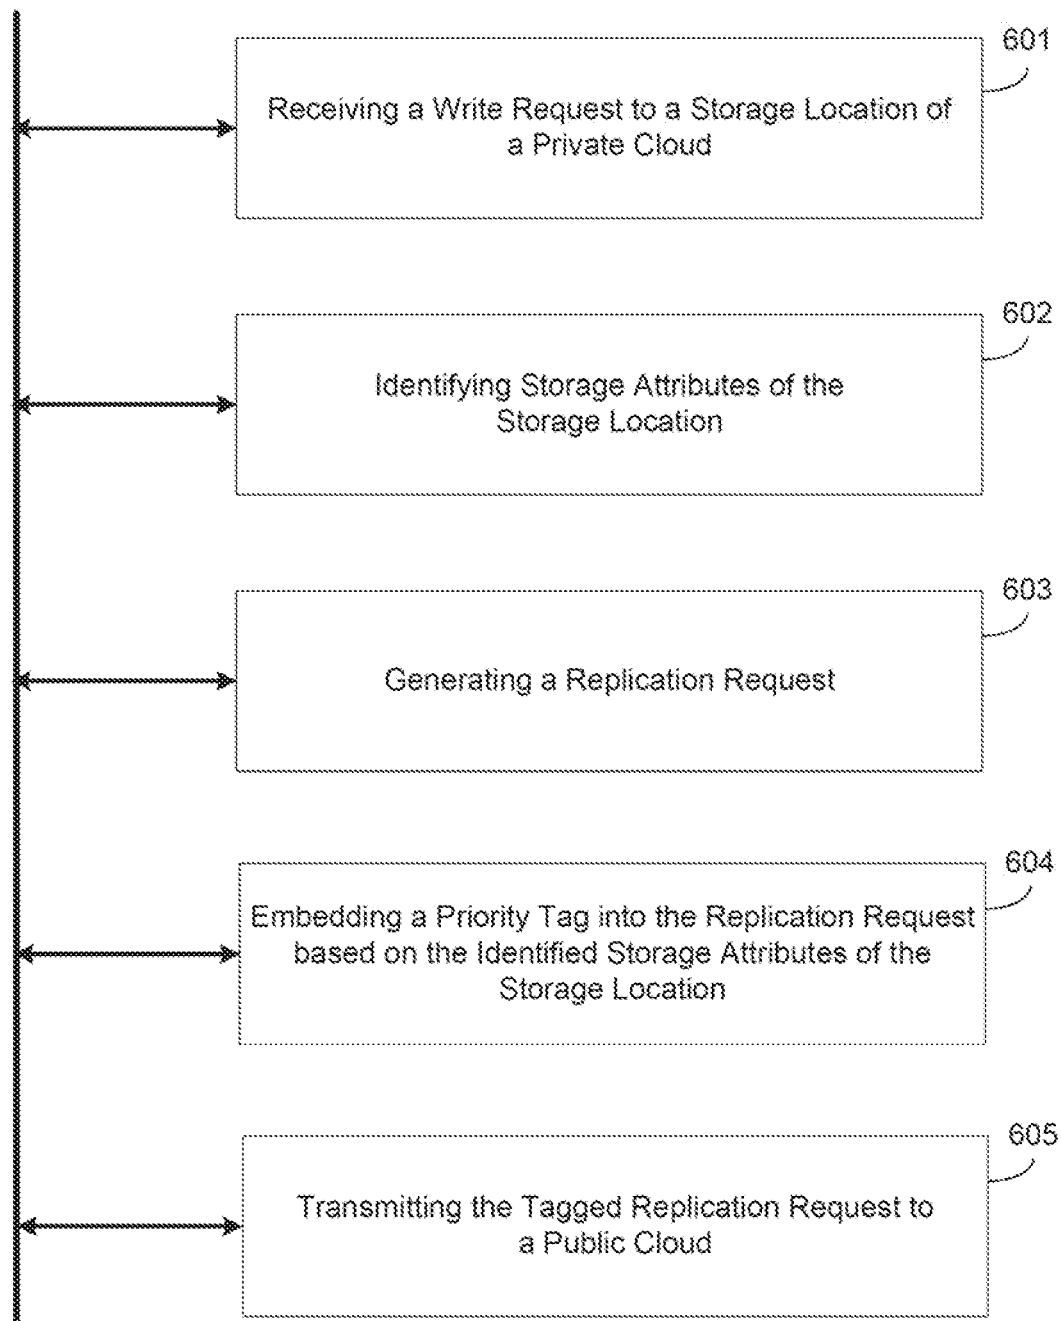 601
Receiving a Write Request to a Storage Location of
a Private Cloud
602
Identifying Storage Attributes of the
Storage Location
603
Generating a Replication Request
604
Embedding a Priority Tag into the Replication Request
based on the Identified Storage Attributes of the
Storage Location
605
Transmitting the Tagged Replication Request to
a Public Cloud